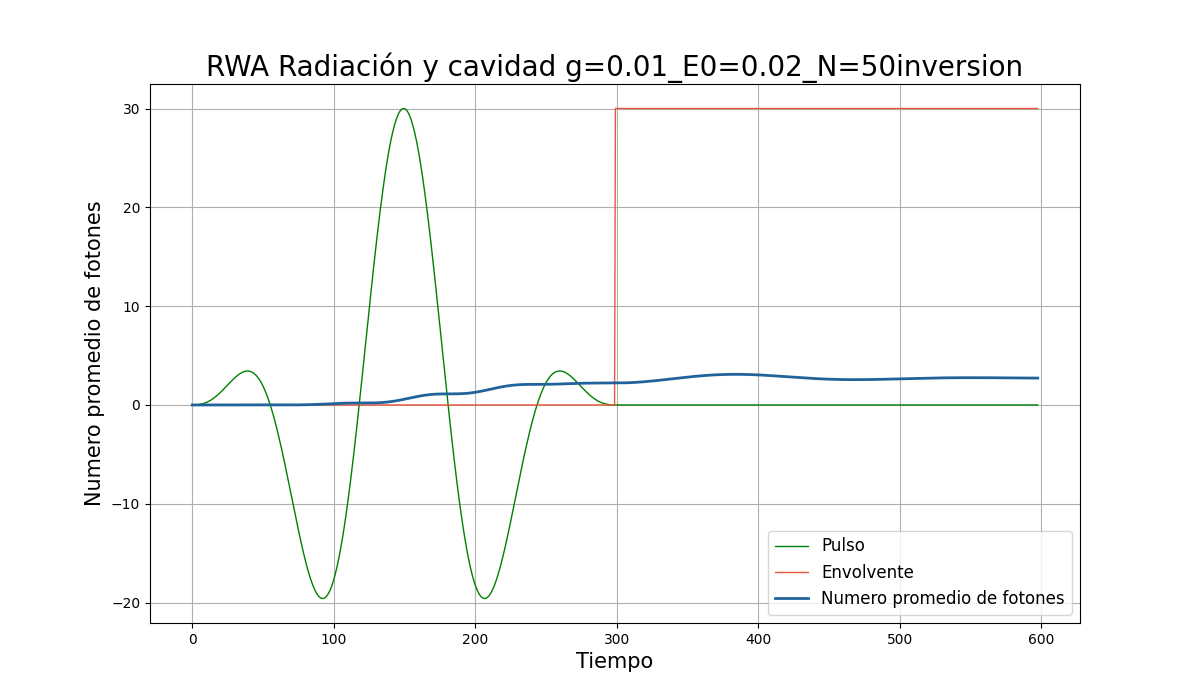 RWA Radiación y cavidad g=0.01_E0=0.02_N=50inversion
Numero promedio de fotones
30
20
10
0
−10
−20
0 100 200 300 400 500 600
Tiempo
Pulso
Envolvente
Numero promedio de fotones